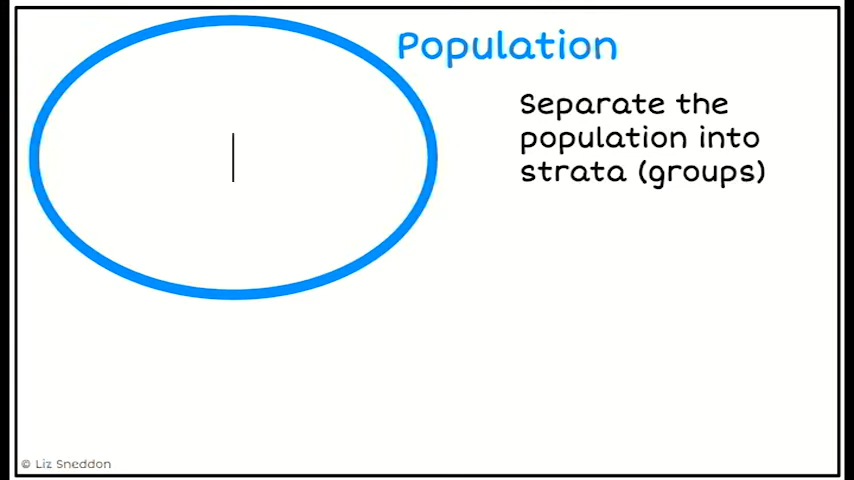 Population
Separate the
population into
strata (groups)
© Liz Sneddon